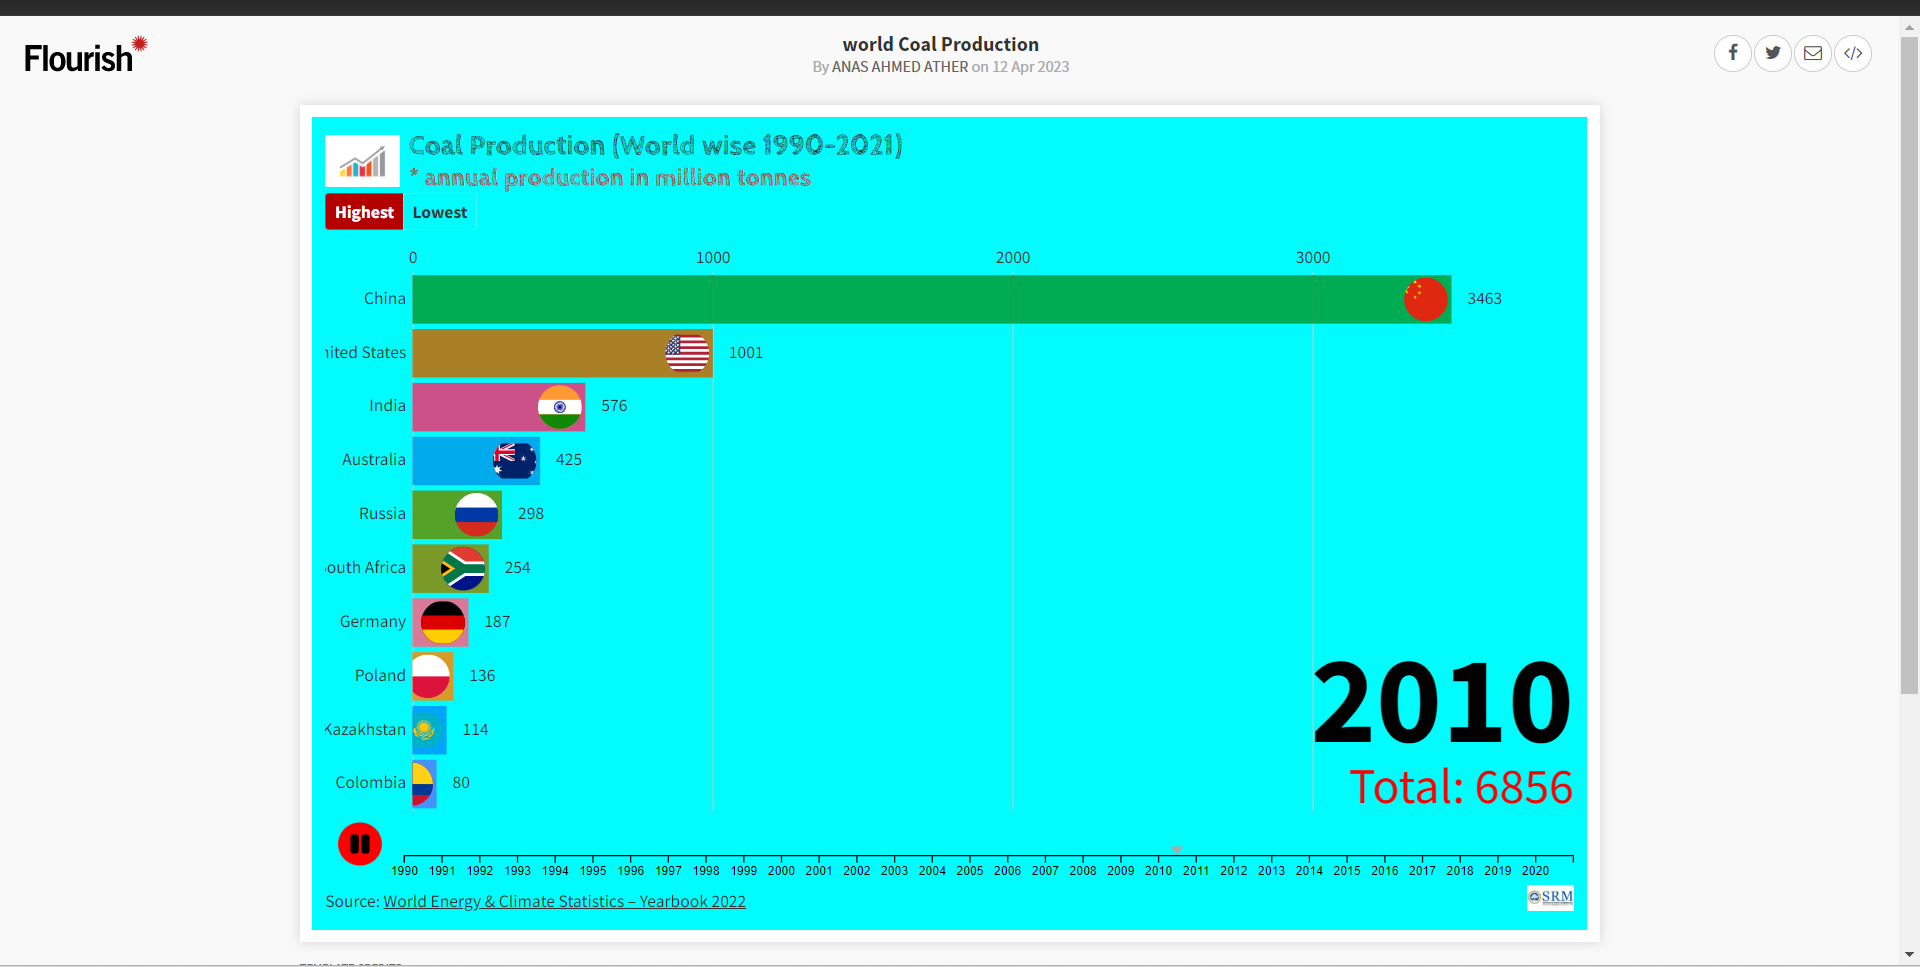 Flourish
world Coal Production
By ANAS AHMED ATHER on 12 Apr 2023
Coal Production (World wise 1990-2021)
* annual production in million tonnes
Highest Lowest
0 1000 2000 3000
China 3463
nited States 1001
India 576
Australia 425
Russia 298
outh Africa 254
Germany 187
Poland 136
Kazakhstan 114
Colombia 80
2010
Total: 6856
1990 1991 1992 1993 1994 1995 1996 1997 1998 1999 2000 2001 2002 2003 2004 2005 2006 2007 2008 2009 2010 2011 2012 2013 2014 2015 2016 2017 2018 2019 2020
Source: World Energy & Climate Statistics – Yearbook 2022
SRM